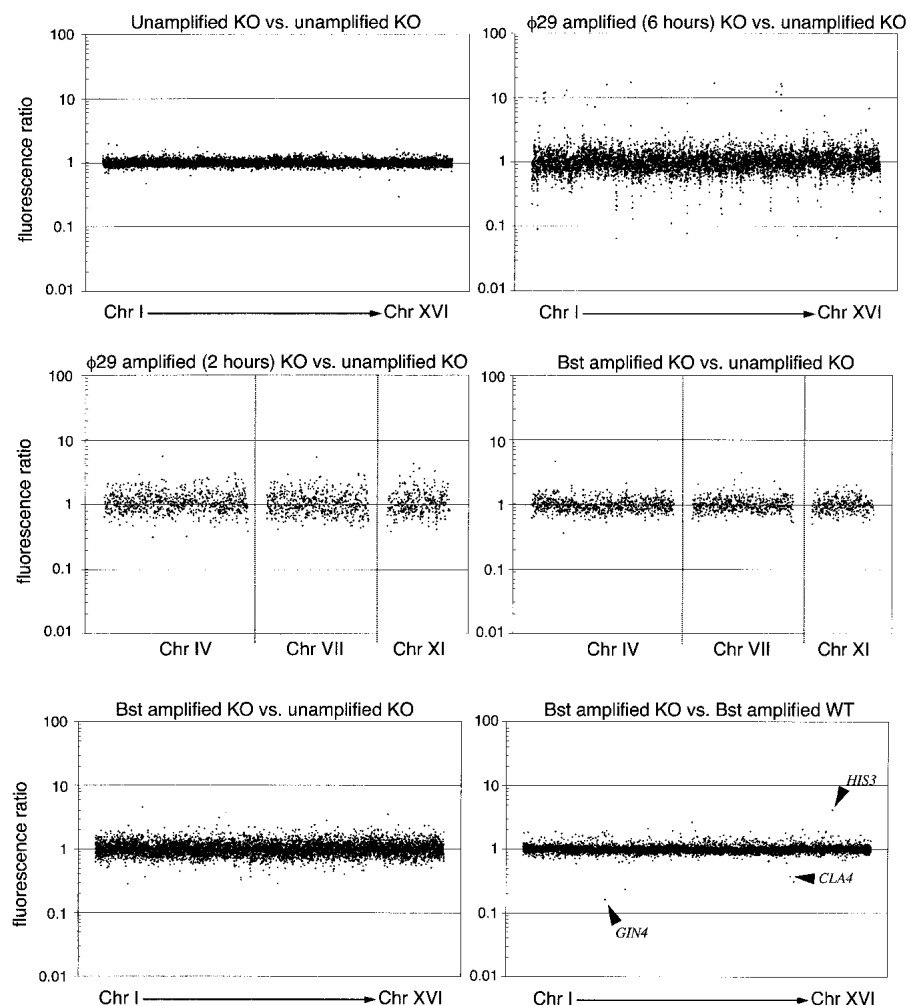 Unamplified KO vs. unamplified KO
100
10
1
0.1
0.01
fluorescence ratio
Chr I
Chr XVI
ϕ29 amplified (6 hours) KO vs. unamplified KO
100
10
1
0.1
0.01
Chr I
Chr XVI
ϕ29 amplified (2 hours) KO vs. unamplified KO
100
10
1
0.1
0.01
fluorescence ratio
Chr IV
Chr VII
Chr XI
Bst amplified KO vs. unamplified KO
100
10
1
0.1
0.01
Chr IV
Chr VII
Chr XI
Bst amplified KO vs. unamplified KO
100
10
1
0.1
0.01
fluorescence ratio
Chr I
Chr XVI
Bst amplified KO vs. Bst amplified WT
100
10
1
0.1
0.01
HIS3
CLA4
GIN4
Chr I
Chr XVI